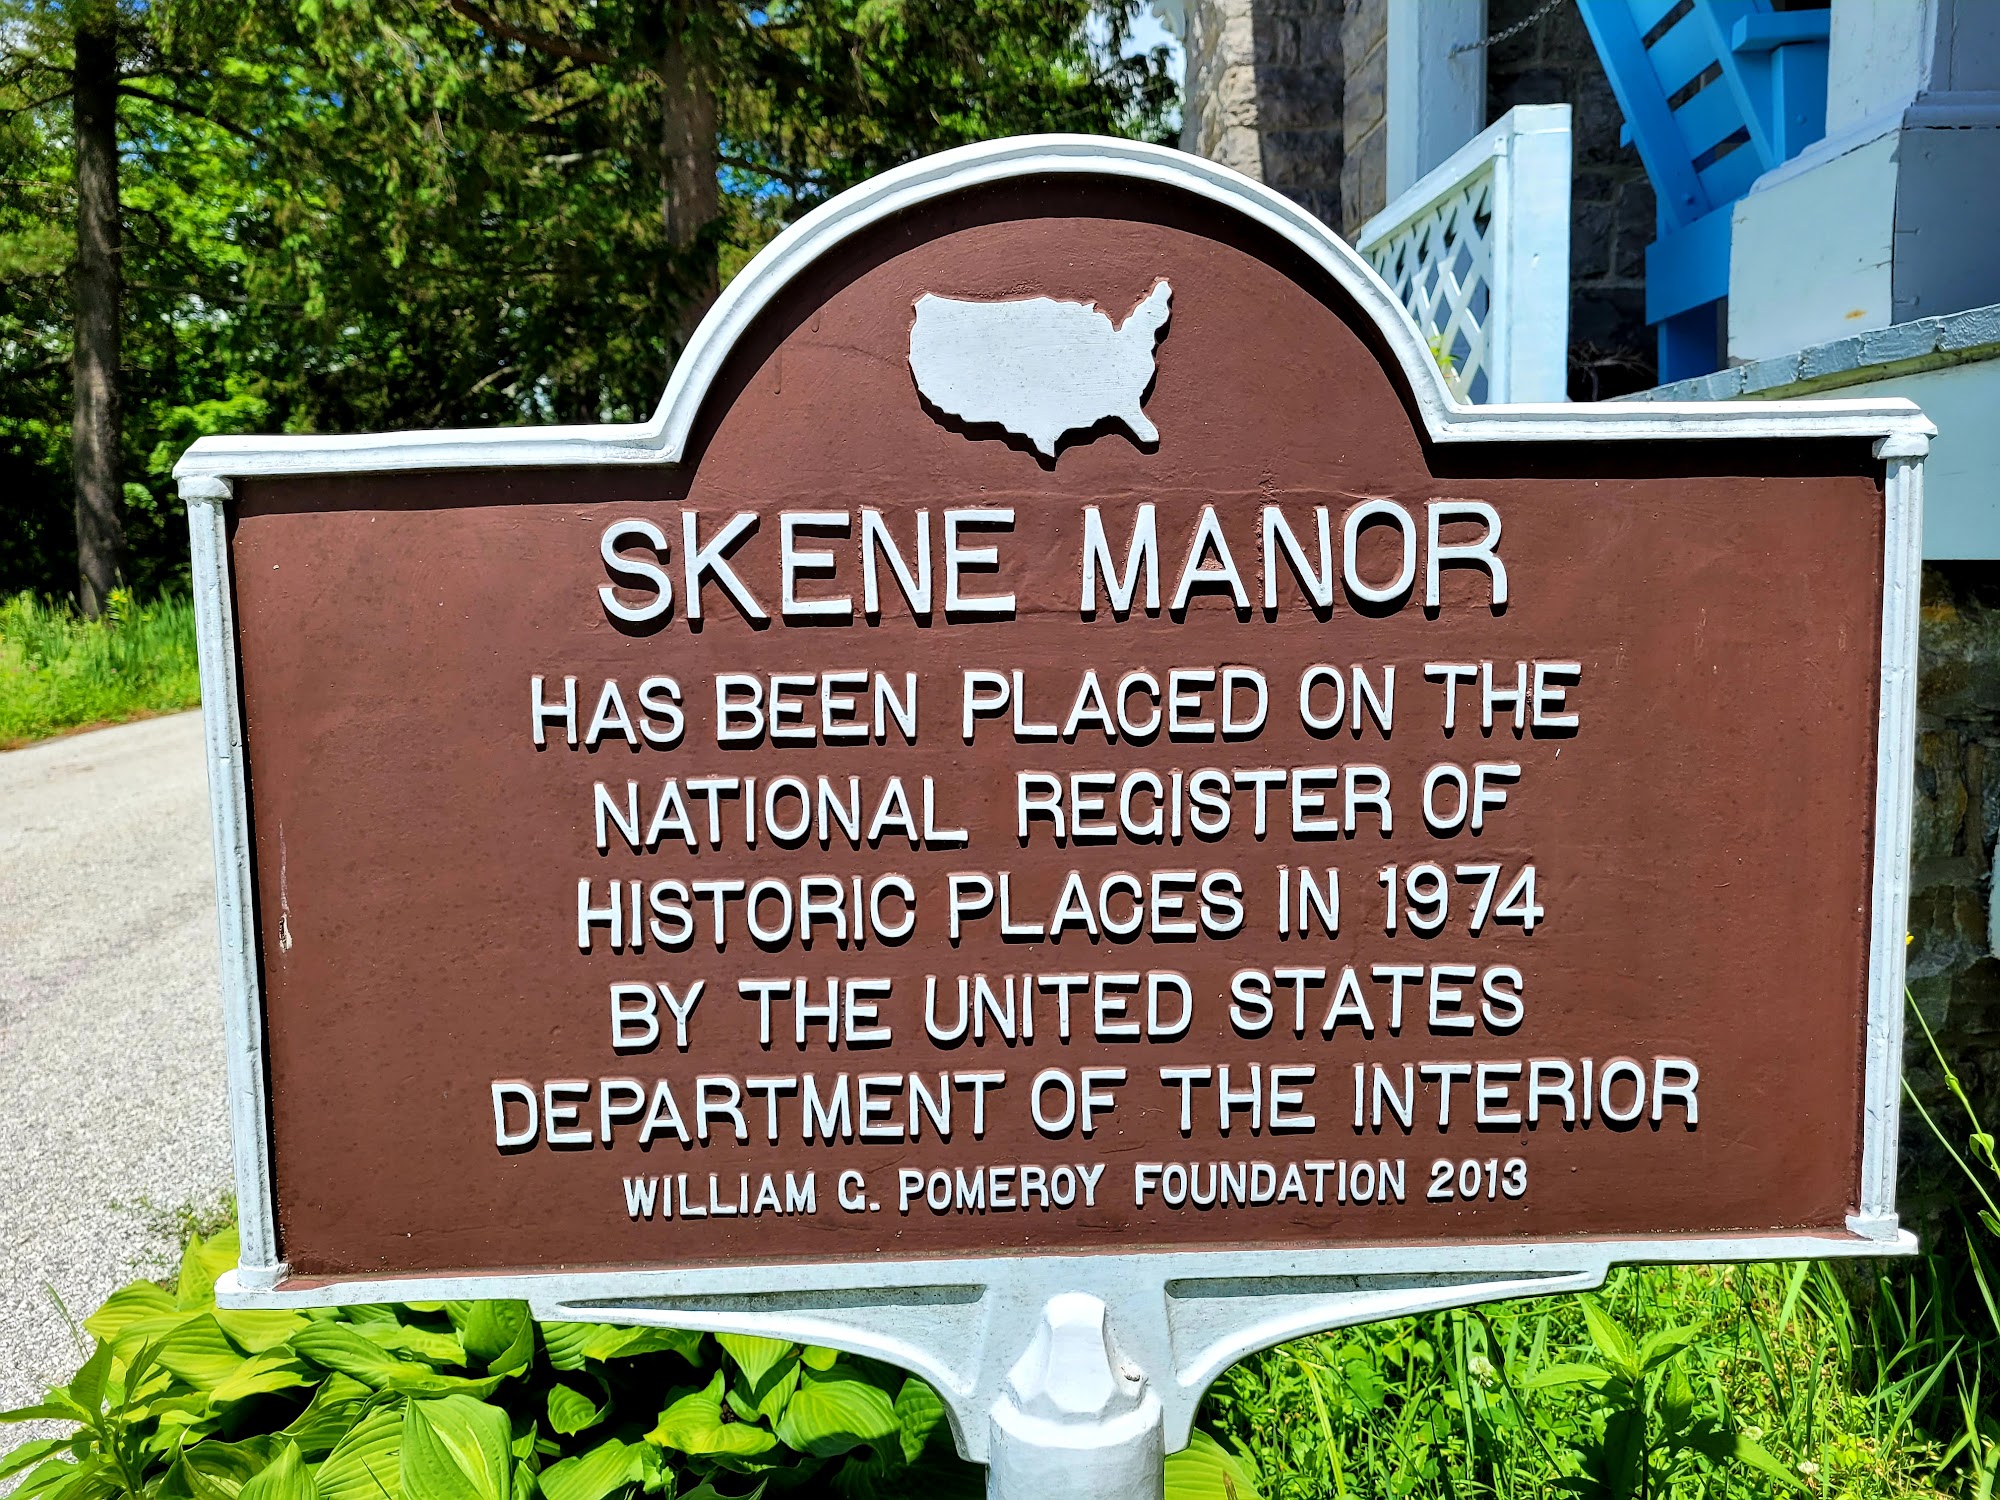 SKENE MANOR
HAS BEEN PLACED ON THE
NATIONAL REGISTER OF
HISTORIC PLACES IN 1974
BY THE UNITED STATES
DEPARTMENT OF THE INTERIOR
WILLIAM G. POMEROY FOUNDATION 2013